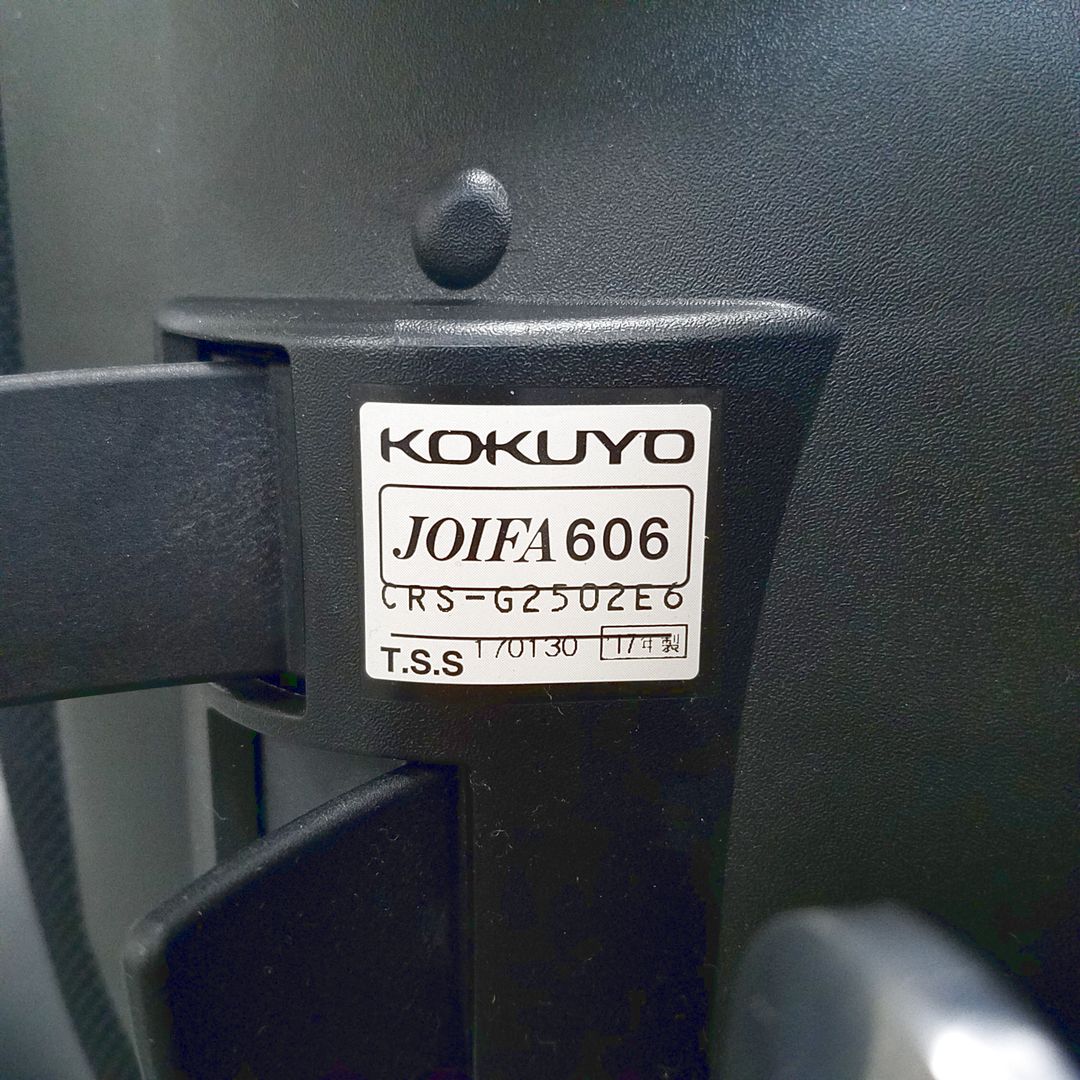 KOKUYO
JOIFA 606
CRS-G2502E6
T.S.S 170130 '17年製